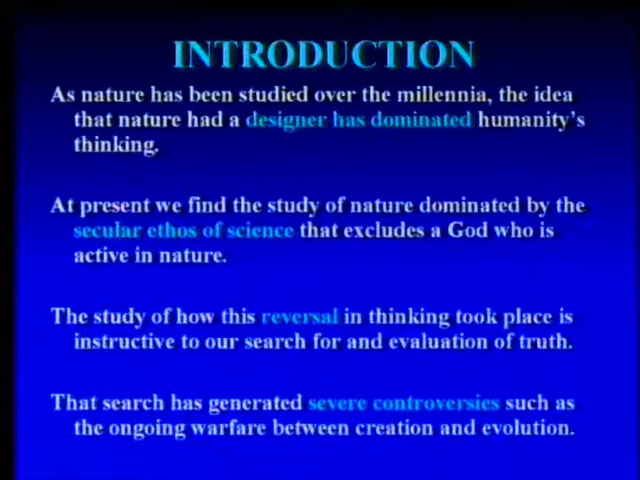 INTRODUCTION
As nature has been studied over the millennia, the idea
that nature had a designer has dominated humanity's
thinking.
At present we find the study of nature dominated by the
secular ethos of science that excludes a God who is
active in nature.
The study of how this reversal in thinking took place is
instructive to our search for and evaluation of truth.
That search has generated severe controversies such as
the ongoing warfare between creation and evolution.